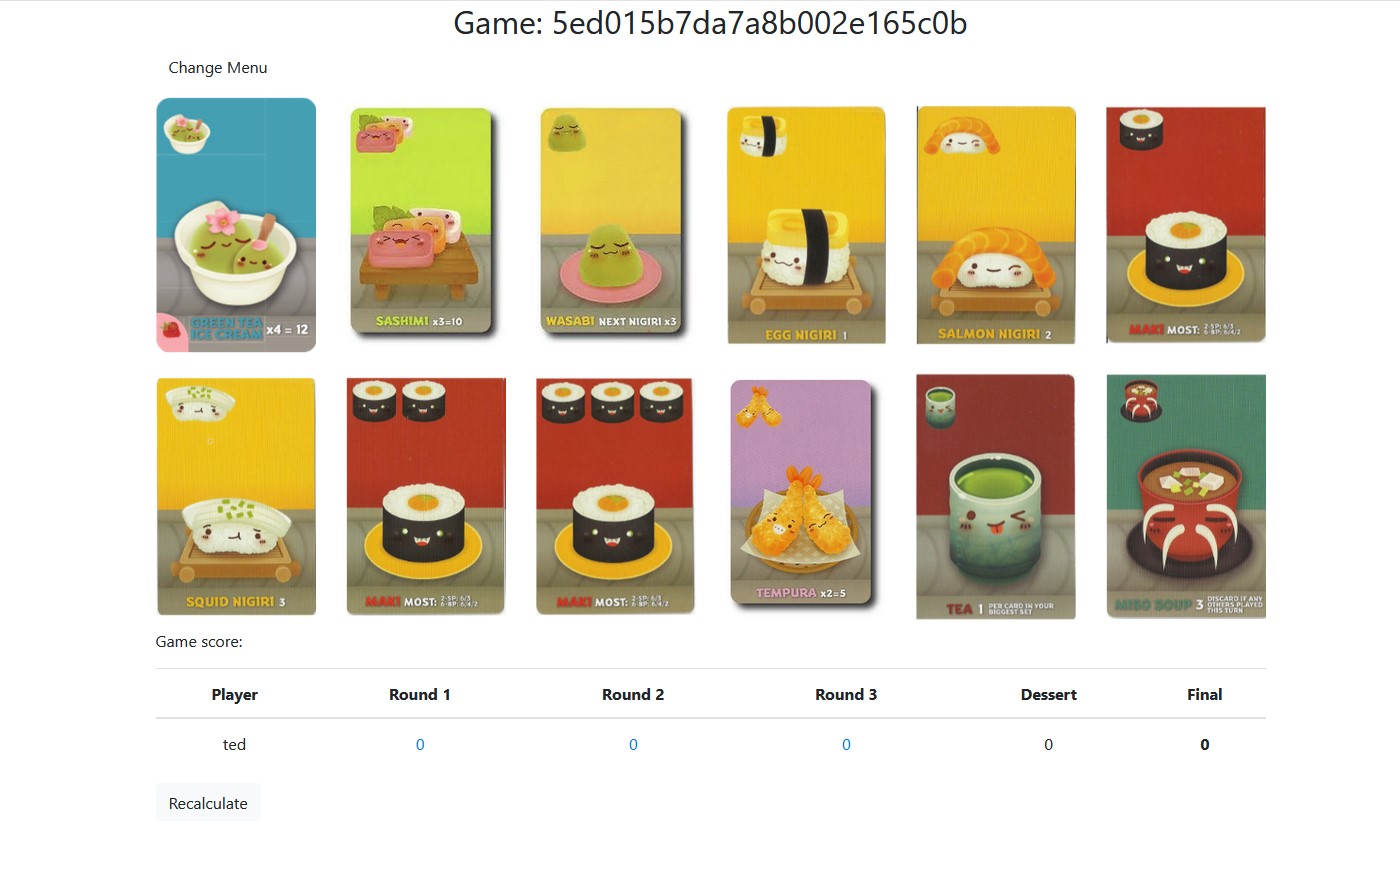 Game: 5ed015b7da7a8b002e165c0b
Change Menu
GREEN TEA
ICE CREAM x4 = 12
SASHIMI x3=10
WASABI NEXT NIGIRI x3
EGG NIGIRI 1
SALMON NIGIRI 2
MAKI MOST: 2-5P: 6/3
6-8P: 6/4/2
SQUID NIGIRI 3
MAKI MOST: 2-5P: 6/3
6-8P: 6/4/2
MAKI MOST: 2-5P: 6/3
6-8P: 6/4/2
TEMPURA x2=5
TEA 1 PER CARD IN YOUR
BIGGEST SET
MISO SOUP 3 DISCARD IF ANY
OTHERS PLAYED
THIS TURN
Game score:
Player Round 1 Round 2 Round 3 Dessert Final
ted 0 0 0 0 0
Recalculate